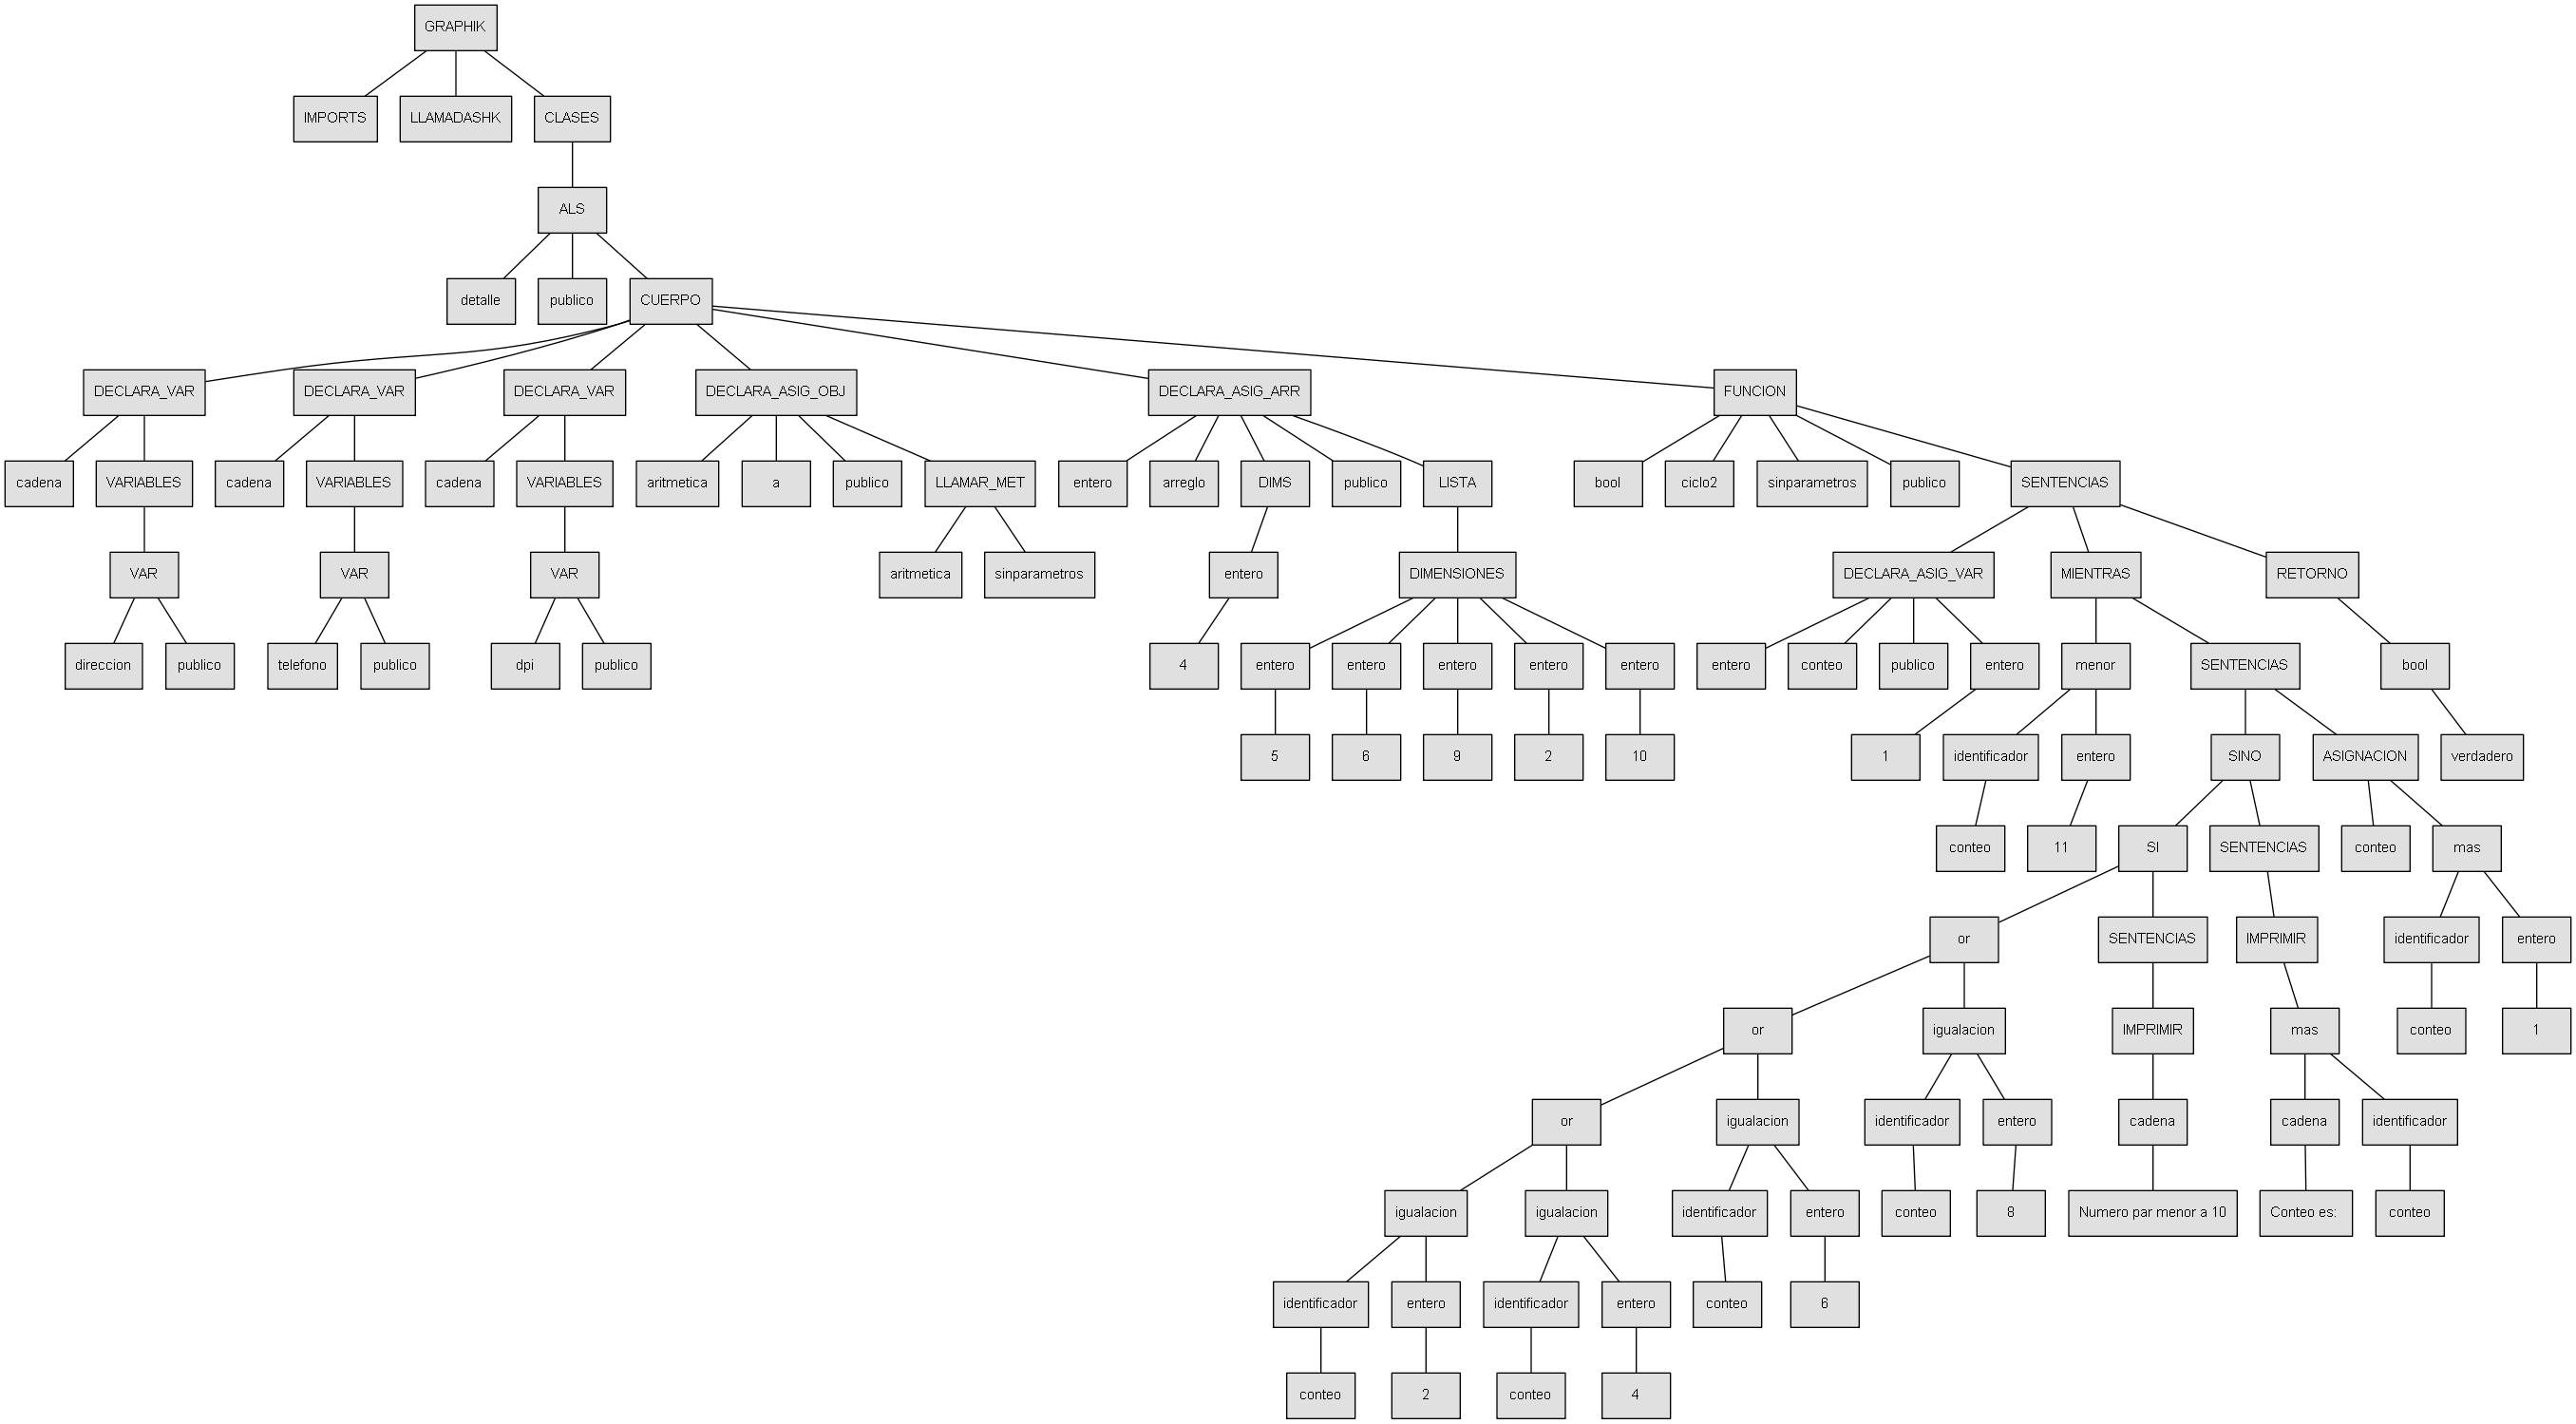 GRAPHIK
IMPORTS LLAMADASHK CLASES
ALS
detalle publico CUERPO
DECLARA_VAR DECLARA_VAR DECLARA_VAR DECLARA_ASIG_OBJ DECLARA_ASIG_ARR FUNCION
cadena VARIABLES cadena VARIABLES cadena VARIABLES aritmetica a publico LLAMAR_MET entero arreglo DIMS publico LISTA bool ciclo2 sinparametros publico SENTENCIAS
VAR VAR VAR aritmetica sinparametros entero DIMENSIONES DECLARA_ASIG_VAR MIENTRAS RETORNO
direccion publico telefono publico dpi publico 4 entero entero entero entero entero entero conteo publico entero menor SENTENCIAS bool
5 6 9 2 10 1 identificador entero SINO ASIGNACION verdadero
conteo 11 SI SENTENCIAS conteo mas
or SENTENCIAS IMPRIMIR identificador entero
or igualacion IMPRIMIR mas conteo 1
or igualacion identificador entero cadena cadena identificador
igualacion igualacion identificador entero conteo 8 Numero par menor a 10 Conteo es: conteo
identificador entero identificador entero conteo 6
conteo 2 conteo 4